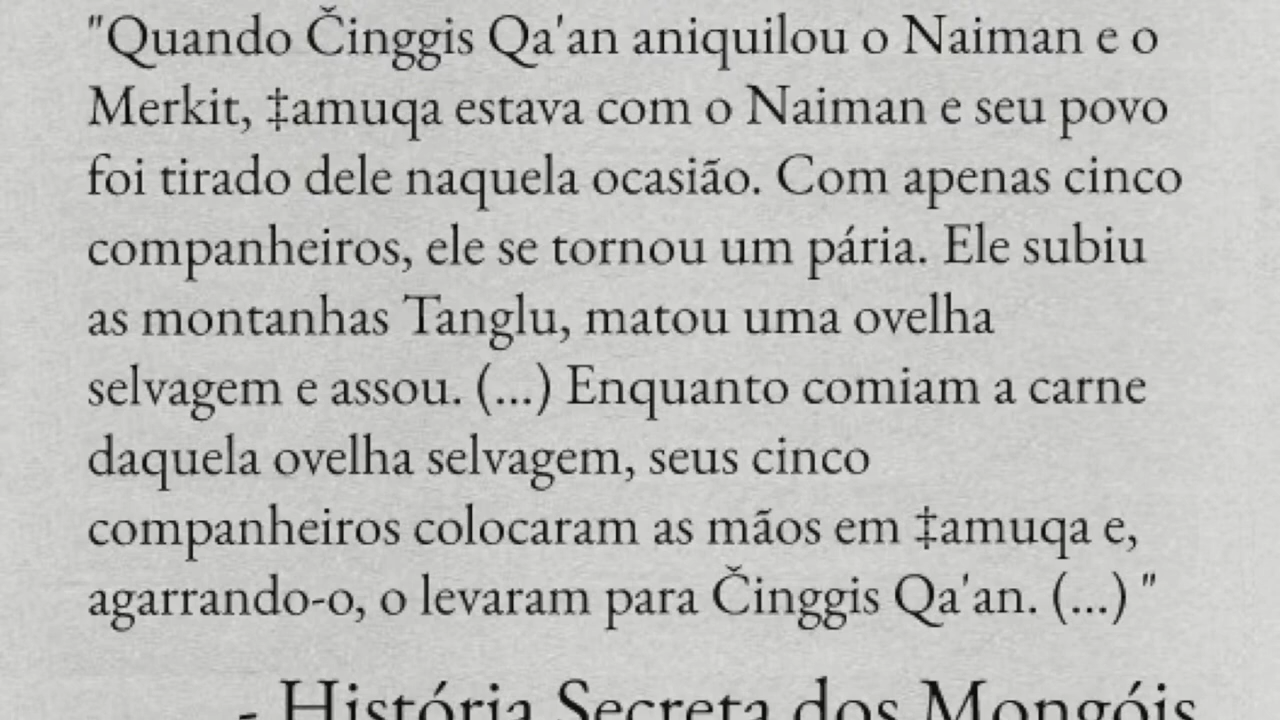 "Quando Činggis Qa'an aniquilou o Naiman e o
Merkit, ‡amuqa estava com o Naiman e seu povo
foi tirado dele naquela ocasião. Com apenas cinco
companheiros, ele se tornou um pária. Ele subiu
as montanhas Tanglu, matou uma ovelha
selvagem e assou. (...) Enquanto comiam a carne
daquela ovelha selvagem, seus cinco
companheiros colocaram as mãos em ‡amuqa e,
agarrando-o, o levaram para Činggis Qa'an. (...) "
- História Secreta dos Mongóis